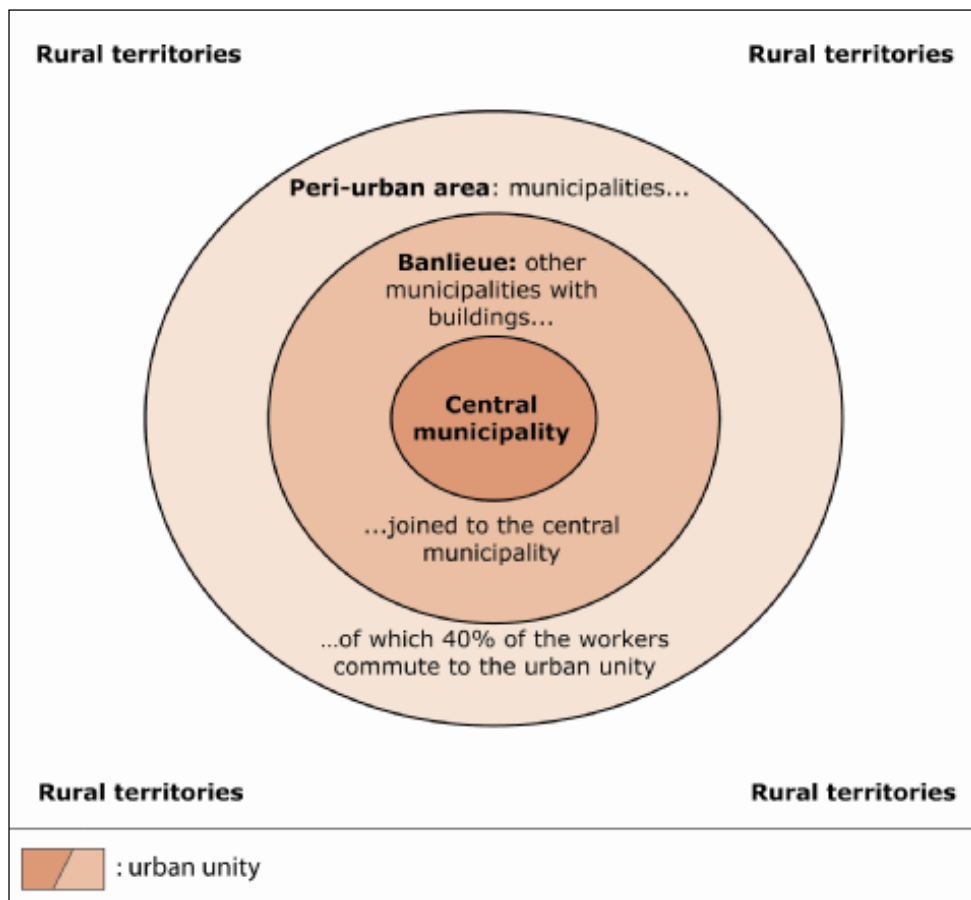 Rural territories
Rural territories
Peri-urban area: municipalities...
Banlieue: other
municipalities with
buildings...
Central
municipality
...joined to the central
municipality
...of which 40% of the workers
commute to the urban unity
Rural territories
Rural territories
: urban unity